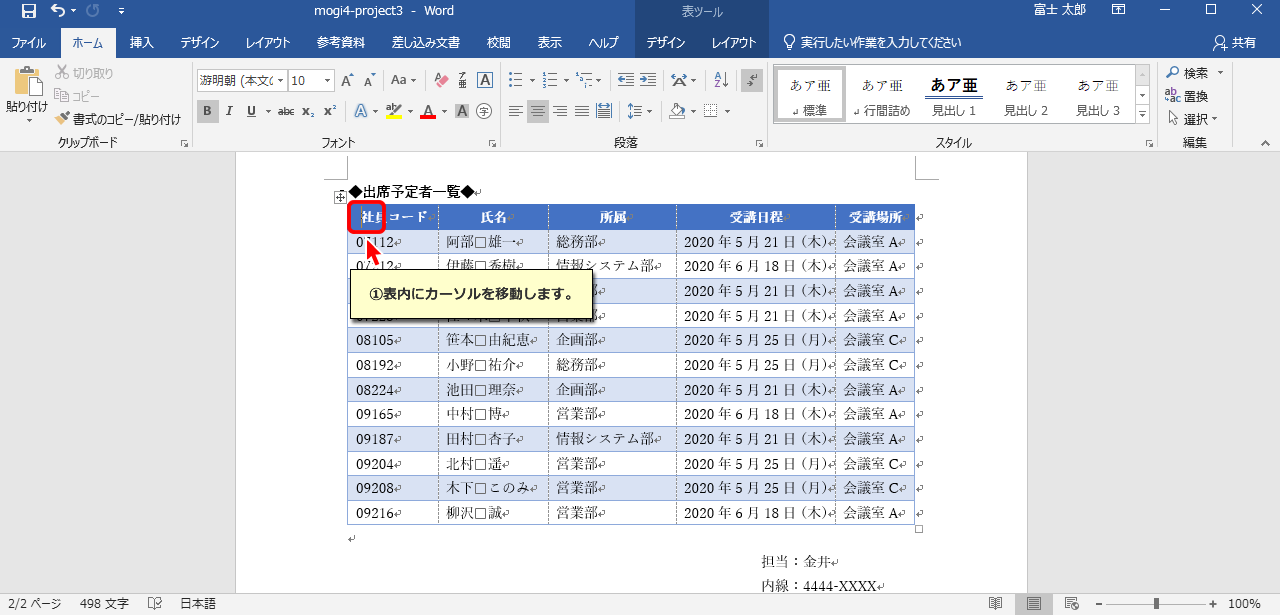 mogi4-project3 - Word
表ツール
富士 太郎
ファイル ホーム 挿入 デザイン レイアウト 参考資料 差し込み文書 校閲 表示 ヘルプ デザイン レイアウト 実行したい作業を入力してください 共有
貼り付け
切り取り
コピー
書式のコピー/貼り付け
クリップボード
游明朝 (本文の 10 A A Aa A
B I U abc x₂ x² A ab A A 字
フォント
段落
あア亜 標準
あア亜 行間詰め
あア亜 見出し 1
あア亜 見出し 2
あア亜 見出し 3
スタイル
検索
置換
選択
編集
◆出席予定者一覧◆
社員コード 氏名 所属 受講日程 受講場所
07112 阿部□雄一 総務部 2020 年 5 月 21 日（木） 会議室 A
伊藤□秀樹 情報システム部 2020 年 6 月 18 日（木） 会議室 A
2020 年 5 月 21 日（木） 会議室 A
2020 年 5 月 21 日（木） 会議室 A
①表内にカーソルを移動します。
08105 笹本□由紀恵 企画部 2020 年 5 月 25 日（月） 会議室 C
08192 小野□祐介 総務部 2020 年 5 月 25 日（月） 会議室 C
08224 池田□理奈 企画部 2020 年 5 月 21 日（木） 会議室 A
09165 中村□博 営業部 2020 年 6 月 18 日（木） 会議室 A
09187 田村□杏子 情報システム部 2020 年 5 月 21 日（木） 会議室 A
09204 北村□遥 営業部 2020 年 5 月 25 日（月） 会議室 C
09208 木下□このみ 営業部 2020 年 5 月 25 日（月） 会議室 C
09216 柳沢□誠 営業部 2020 年 6 月 18 日（木） 会議室 A
担当：金井
内線：4444-XXXX
2/2 ページ 498 文字 日本語 100%